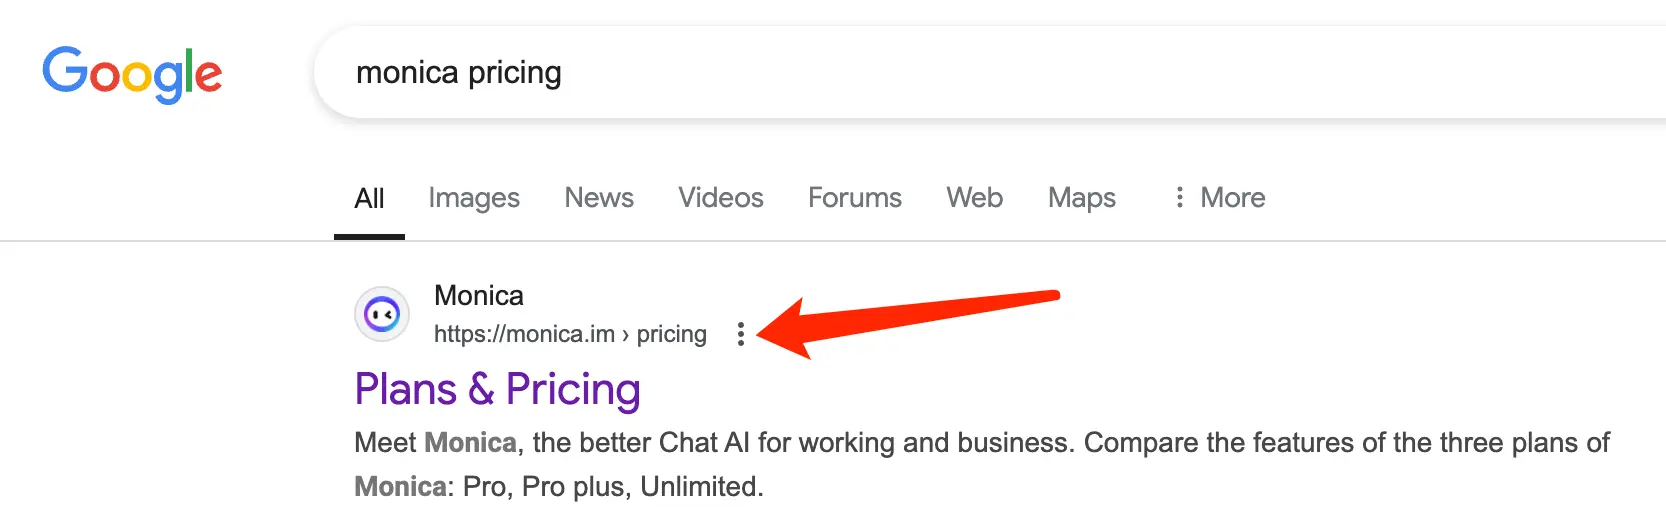 Google
monica pricing
All Images News Videos Forums Web Maps ⋮ More
Monica
https://monica.im › pricing ⋮
Plans & Pricing
Meet Monica, the better Chat AI for working and business. Compare the features of the three plans of
Monica: Pro, Pro plus, Unlimited.